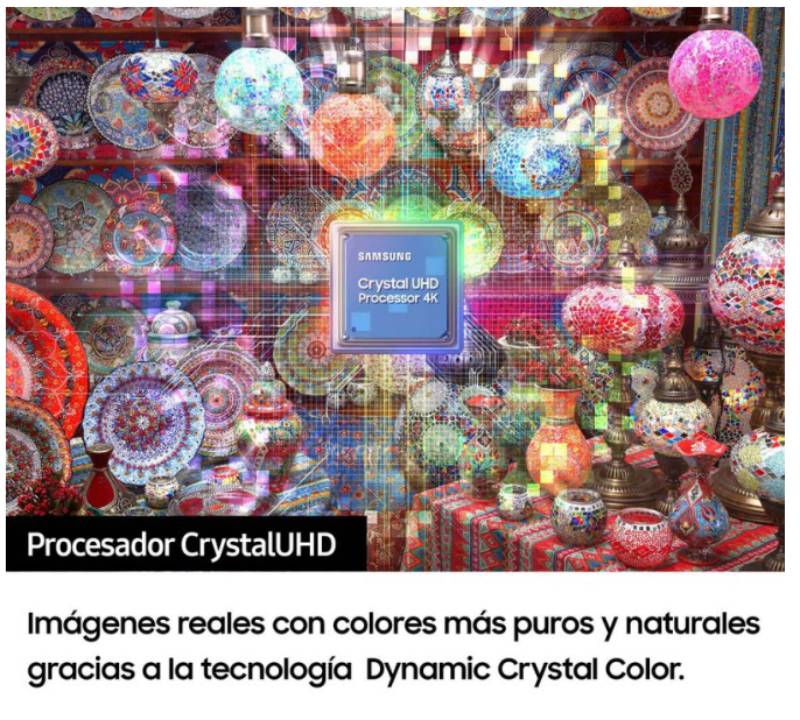 SAMSUNG
Crystal UHD
Processor 4K
Procesador CrystalUHD
Imágenes reales con colores más puros y naturales
gracias a la tecnología Dynamic Crystal Color.